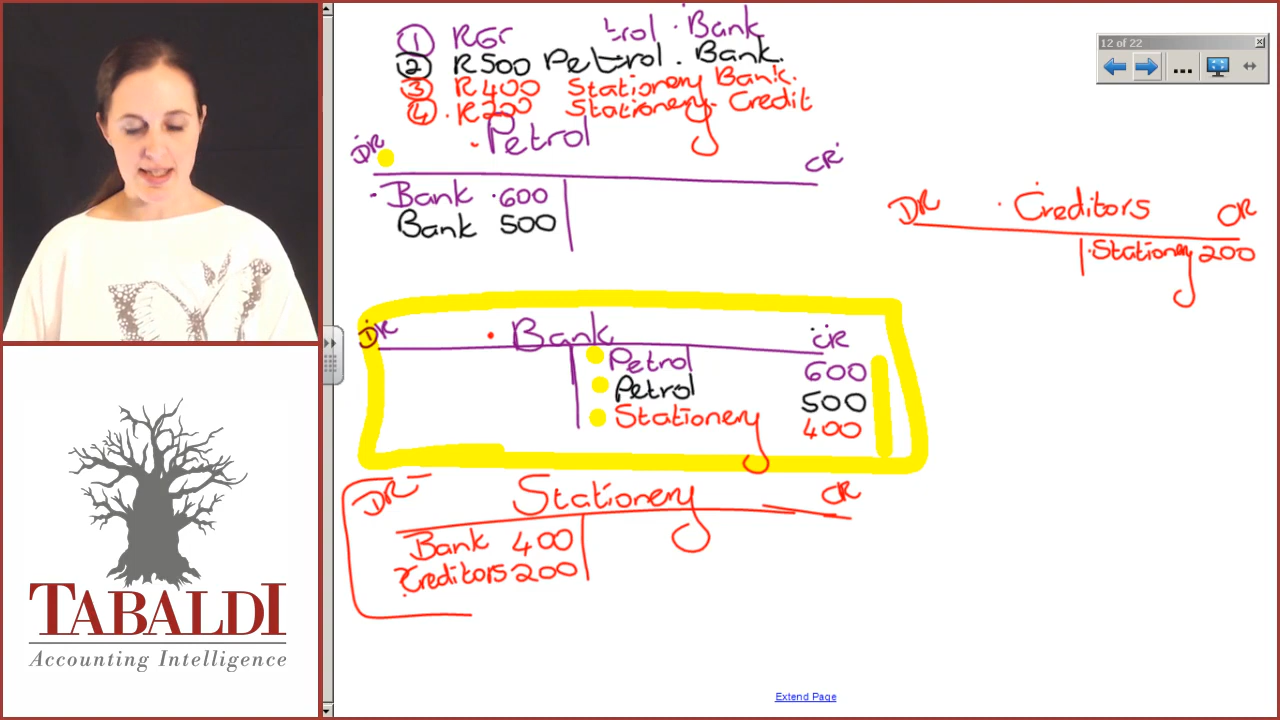 12 of 22
...
① R6 trol . Bank
② R500 Petrol . Bank.
③ R400 Stationery Bank.
④ . R200 Stationery Credit
DR . Petrol CR
. Bank . 600
Bank 500
DR . Creditors CR
. Stationery 200
DR . Bank CR
Petrol 600
Petrol 500
Stationery 400
DR Stationery CR
Bank 400
Creditors 200
TABALDI
Accounting Intelligence
Extend Page